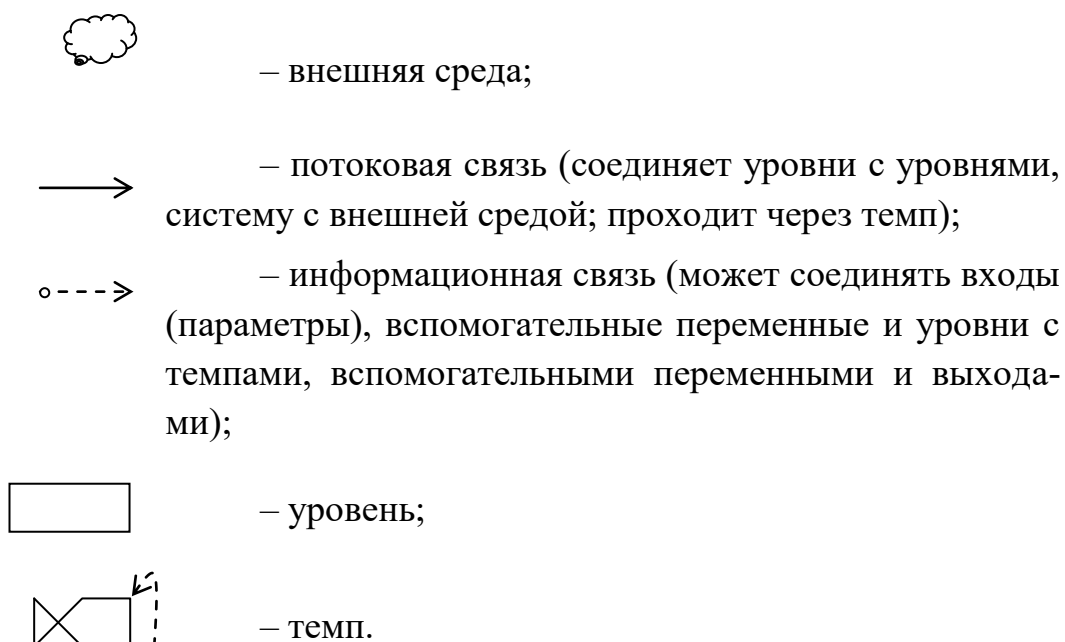 – внешняя среда;
– потоковая связь (соединяет уровни с уровнями,
систему с внешней средой; проходит через темп);
– информационная связь (может соединять входы
(параметры), вспомогательные переменные и уровни с
темпами, вспомогательными переменными и выхода-
ми);
– уровень;
– темп.